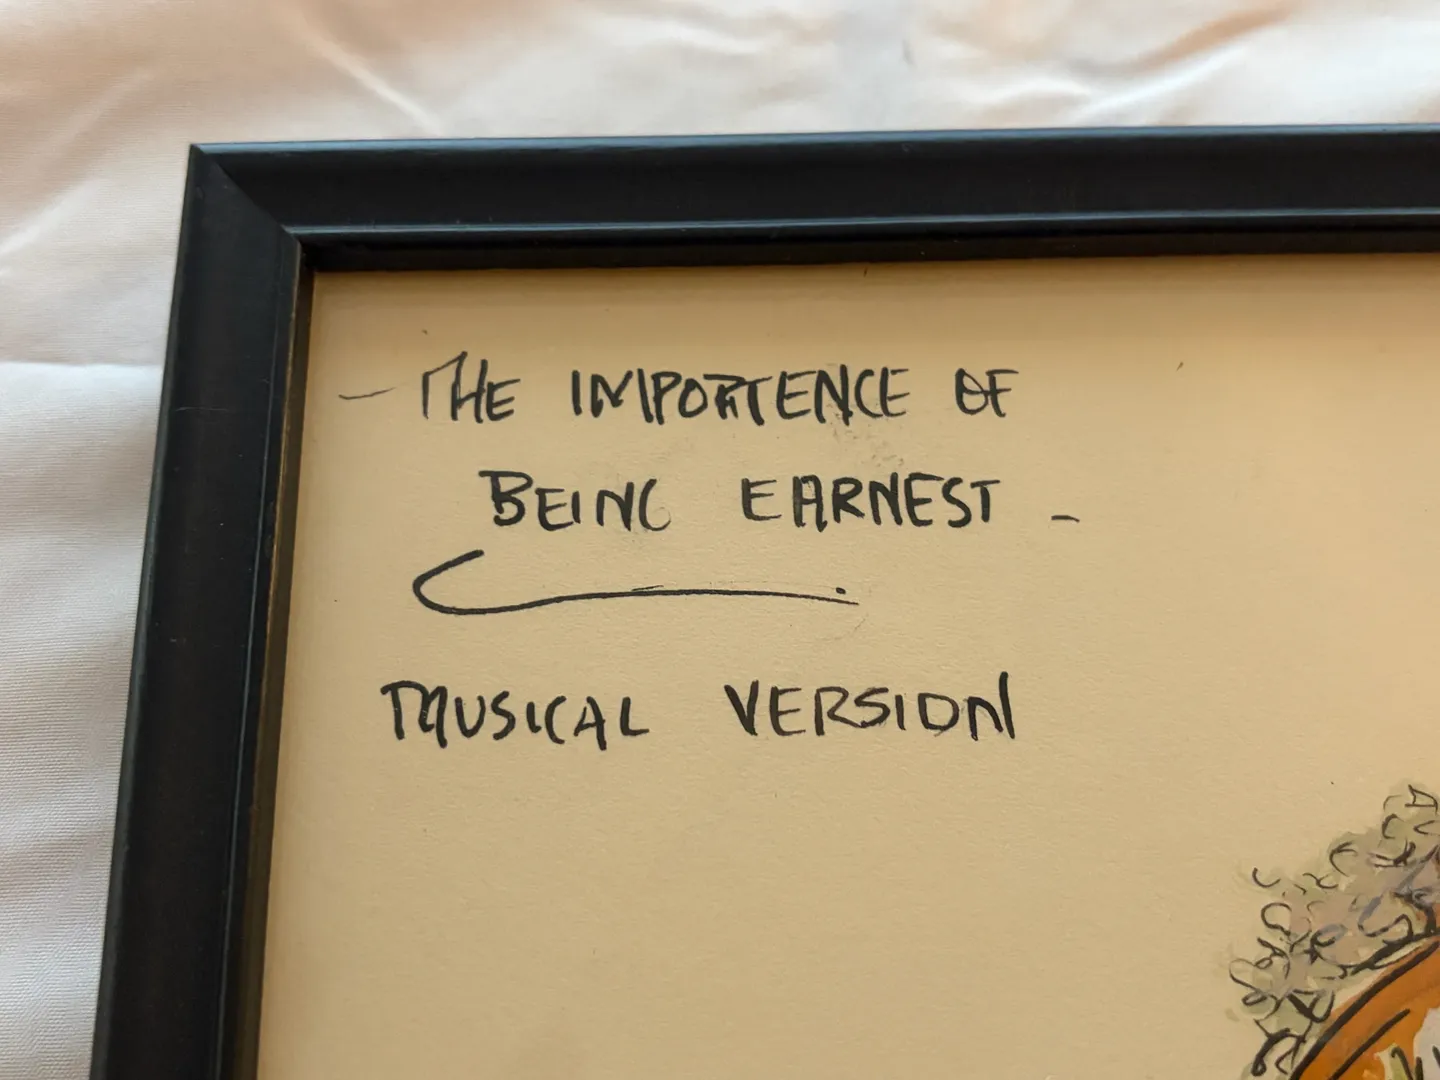 - THE IMPORTENCE OF
BEING EARNEST -
MUSICAL VERSION